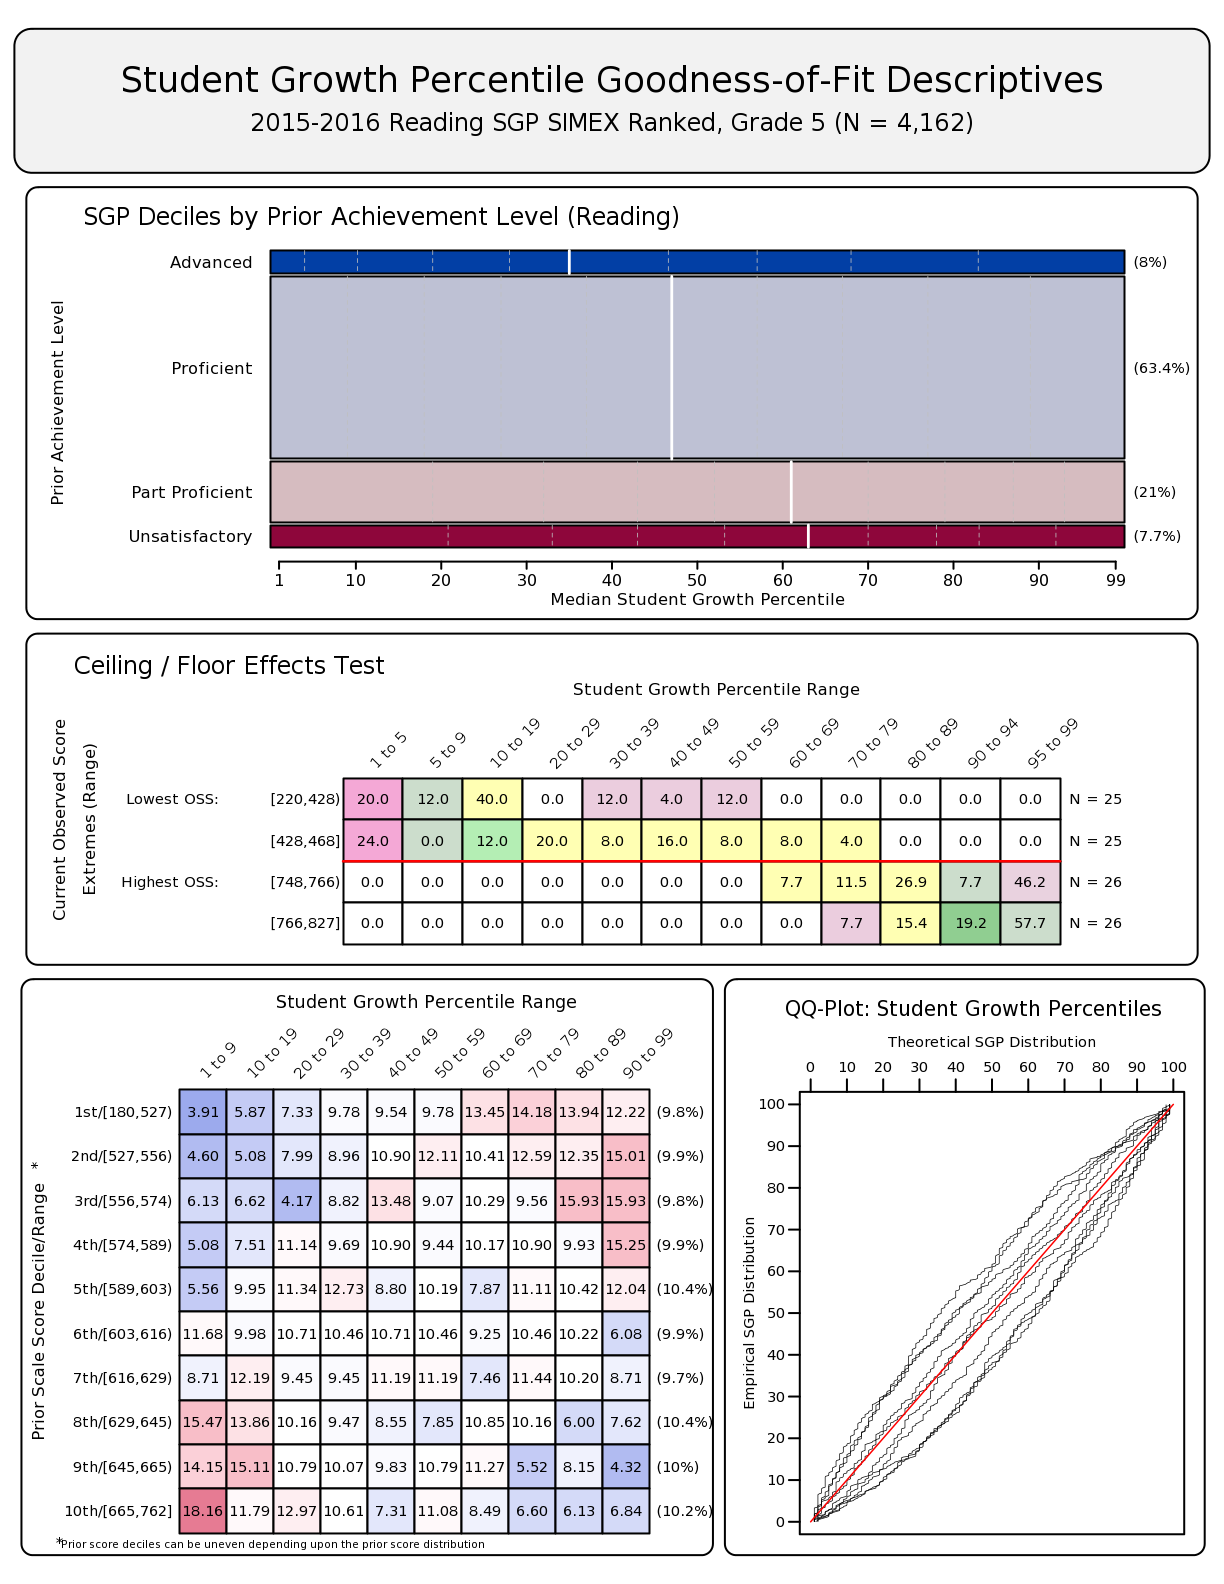 Student Growth Percentile Goodness-of-Fit Descriptives
2015-2016 Reading SGP SIMEX Ranked, Grade 5 (N = 4,162)
SGP Deciles by Prior Achievement Level (Reading)
Prior Achievement Level
Advanced (8%)
Proficient (63.4%)
Part Proficient (21%)
Unsatisfactory (7.7%)
1 10 20 30 40 50 60 70 80 90 99
Median Student Growth Percentile
Ceiling / Floor Effects Test
Student Growth Percentile Range
Current Observed Score
Extremes (Range)
1 to 5 5 to 9 10 to 19 20 to 29 30 to 39 40 to 49 50 to 59 60 to 69 70 to 79 80 to 89 90 to 94 95 to 99
Lowest OSS: [220,428) 20.0 12.0 40.0 0.0 12.0 4.0 12.0 0.0 0.0 0.0 0.0 0.0 N = 25
[428,468] 24.0 0.0 12.0 20.0 8.0 16.0 8.0 8.0 4.0 0.0 0.0 0.0 N = 25
Highest OSS: [748,766) 0.0 0.0 0.0 0.0 0.0 0.0 0.0 7.7 11.5 26.9 7.7 46.2 N = 26
[766,827] 0.0 0.0 0.0 0.0 0.0 0.0 0.0 0.0 7.7 15.4 19.2 57.7 N = 26
Student Growth Percentile Range
Prior Scale Score Decile/Range *
1 to 9 10 to 19 20 to 29 30 to 39 40 to 49 50 to 59 60 to 69 70 to 79 80 to 89 90 to 99
1st/[180,527) 3.91 5.87 7.33 9.78 9.54 9.78 13.45 14.18 13.94 12.22 (9.8%)
2nd/[527,556) 4.60 5.08 7.99 8.96 10.90 12.11 10.41 12.59 12.35 15.01 (9.9%)
3rd/[556,574) 6.13 6.62 4.17 8.82 13.48 9.07 10.29 9.56 15.93 15.93 (9.8%)
4th/[574,589) 5.08 7.51 11.14 9.69 10.90 9.44 10.17 10.90 9.93 15.25 (9.9%)
5th/[589,603) 5.56 9.95 11.34 12.73 8.80 10.19 7.87 11.11 10.42 12.04 (10.4%)
6th/[603,616) 11.68 9.98 10.71 10.46 10.71 10.46 9.25 10.46 10.22 6.08 (9.9%)
7th/[616,629) 8.71 12.19 9.45 9.45 11.19 11.19 7.46 11.44 10.20 8.71 (9.7%)
8th/[629,645) 15.47 13.86 10.16 9.47 8.55 7.85 10.85 10.16 6.00 7.62 (10.4%)
9th/[645,665) 14.15 15.11 10.79 10.07 9.83 10.79 11.27 5.52 8.15 4.32 (10%)
10th/[665,762] 18.16 11.79 12.97 10.61 7.31 11.08 8.49 6.60 6.13 6.84 (10.2%)
*Prior score deciles can be uneven depending upon the prior score distribution
QQ-Plot: Student Growth Percentiles
Theoretical SGP Distribution
0 10 20 30 40 50 60 70 80 90 100
Empirical SGP Distribution
100
90
80
70
60
50
40
30
20
10
0